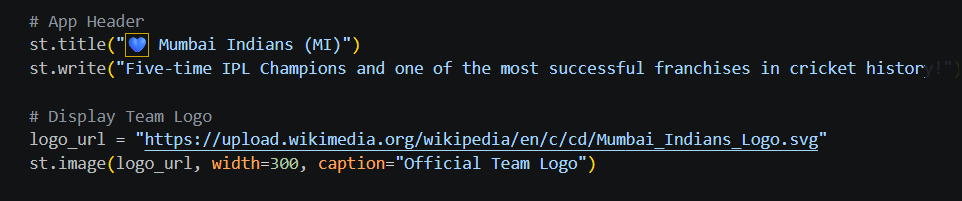 # App Header
st.title("💙 Mumbai Indians (MI)")
st.write("Five-time IPL Champions and one of the most successful franchises in cricket history!")
# Display Team Logo
logo_url = "https://upload.wikimedia.org/wikipedia/en/c/cd/Mumbai_Indians_Logo.svg"
st.image(logo_url, width=300, caption="Official Team Logo")